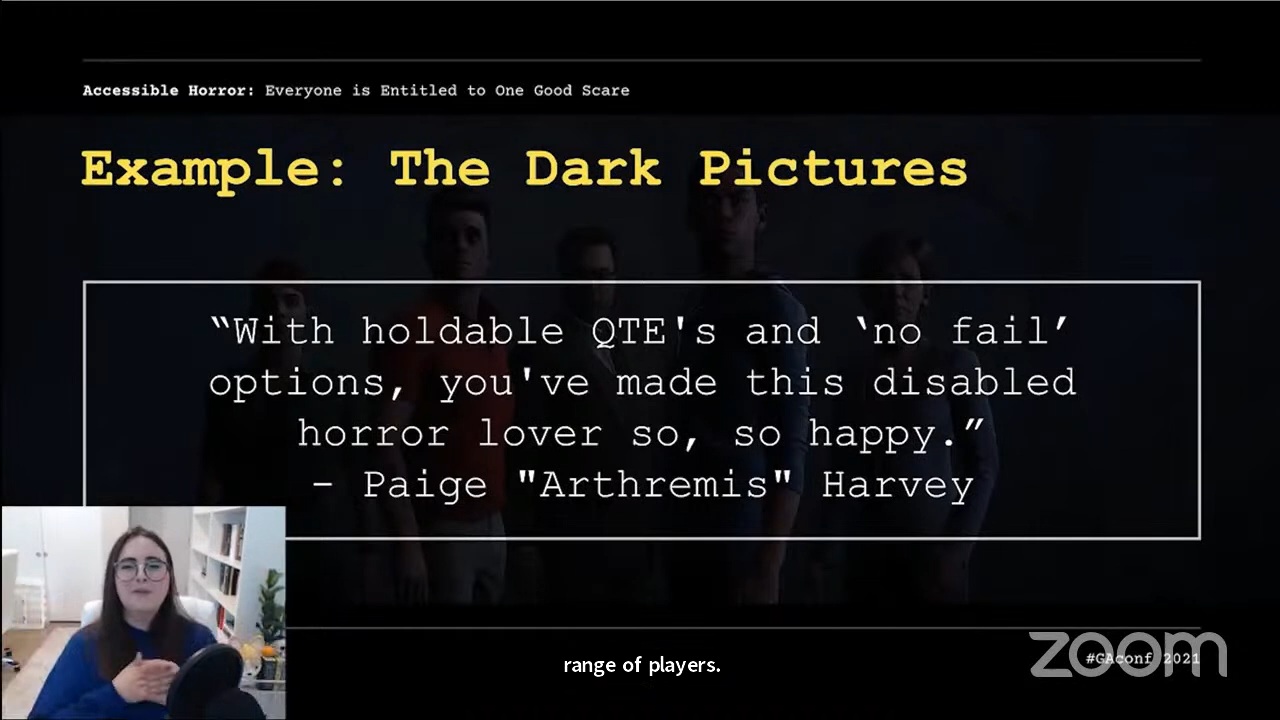 Accessible Horror: Everyone is Entitled to One Good Scare
Example: The Dark Pictures
“With holdable QTE's and ‘no fail’
options, you've made this disabled
horror lover so, so happy.”
- Paige "Arthremis" Harvey
range of players.
#GAconf 2021
zoom